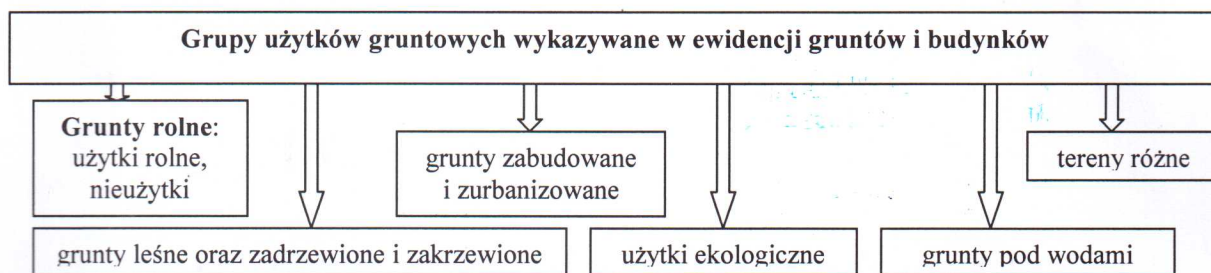 Grupy użytków gruntowych wykazywane w ewidencji gruntów i budynków
Grunty rolne:
użytki rolne,
nieużytki
grunty zabudowane
i zurbanizowane
tereny różne
grunty leśne oraz zadrzewione i zakrzewione
użytki ekologiczne
grunty pod wodami